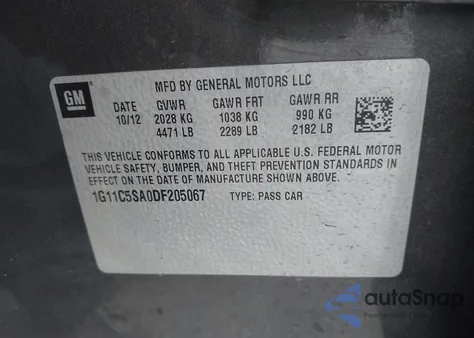 GM
MFD BY GENERAL MOTORS LLC
DATE GVWR GAWR FRT GAWR RR
10/12 2028 KG 1038 KG 990 KG
4471 LB 2289 LB 2182 LB
THIS VEHICLE CONFORMS TO ALL APPLICABLE U.S. FEDERAL MOTOR
VEHICLE SAFETY, BUMPER, AND THEFT PREVENTION STANDARDS IN
EFFECT ON THE DATE OF MANUFACTURE SHOWN ABOVE.
1G11C5SA0DF205067 TYPE: PASS CAR
autoSnap